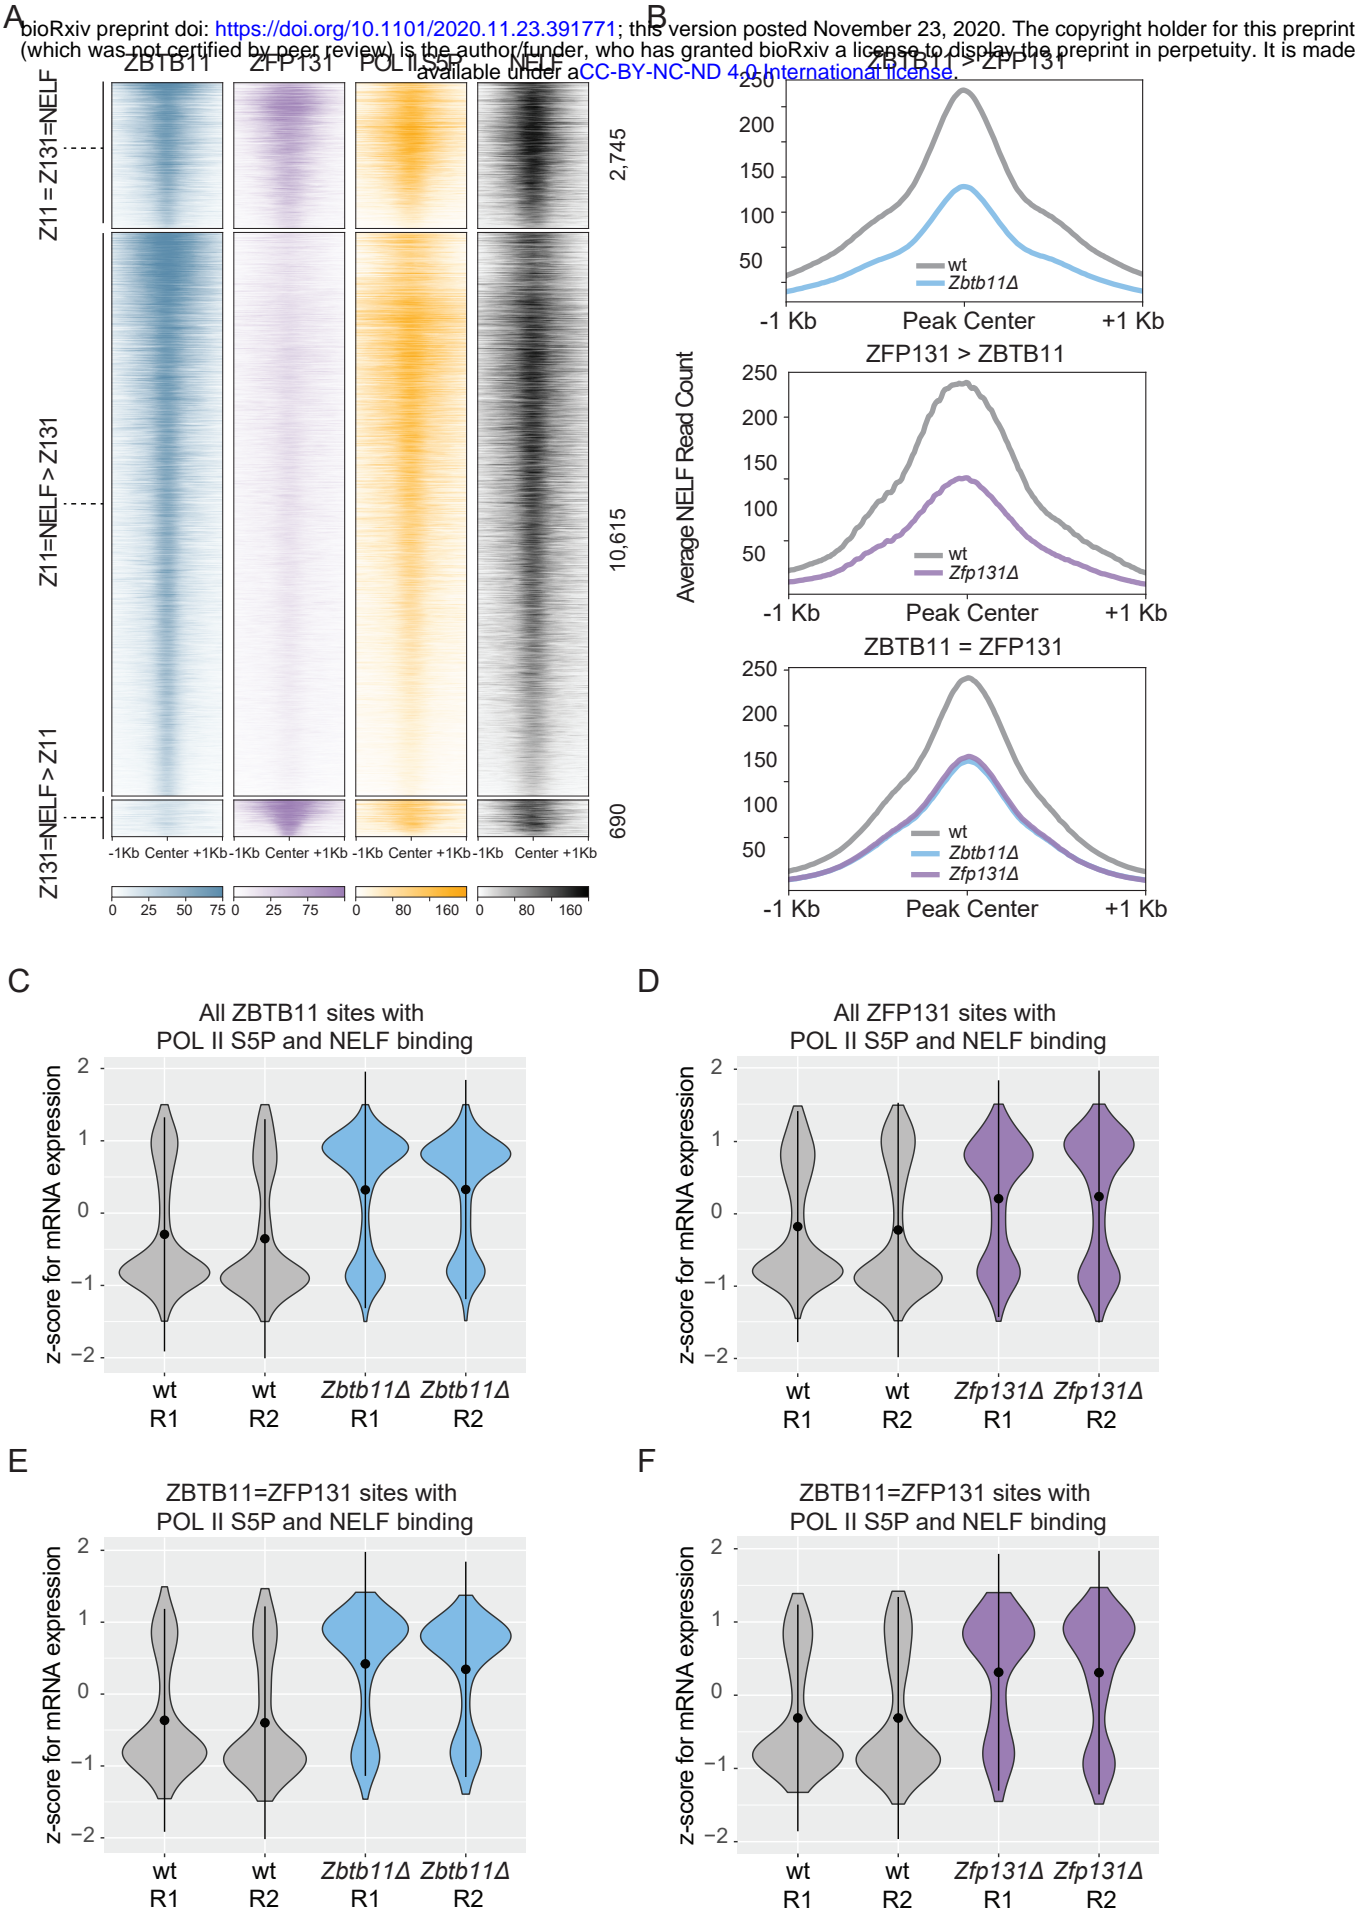 bioRxiv preprint doi: https://doi.org/10.1101/2020.11.23.391771; this version posted November 23, 2020. The copyright holder for this preprint
(which was not certified by peer review) is the author/funder, who has granted bioRxiv a license to display the preprint in perpetuity. It is made
available under aCC-BY-NC-ND 4.0 International license.
A
ZBTB11 ZFP131 POL II S5P NELF
Z11 = Z131=NELF
2,745
Z11=NELF > Z131
10,615
Z131=NELF > Z11
690
-1Kb Center +1Kb -1Kb Center +1Kb -1Kb Center +1Kb -1Kb Center +1Kb
0 25 50 75 0 25 75 0 80 160 0 80 160
B
ZBTB11 > ZFP131
250
200
150
100
50
wt
Zbtb11Δ
-1 Kb Peak Center +1 Kb
Average NELF Read Count
ZFP131 > ZBTB11
250
200
150
100
50
wt
Zfp131Δ
-1 Kb Peak Center +1 Kb
ZBTB11 = ZFP131
250
200
150
100
50
wt
Zbtb11Δ
Zfp131Δ
-1 Kb Peak Center +1 Kb
C
All ZBTB11 sites with
POL II S5P and NELF binding
z-score for mRNA expression
2
1
0
−1
−2
wt wt Zbtb11Δ Zbtb11Δ
R1 R2 R1 R2
D
All ZFP131 sites with
POL II S5P and NELF binding
z-score for mRNA expression
2
1
0
−1
−2
wt wt Zfp131Δ Zfp131Δ
R1 R2 R1 R2
E
ZBTB11=ZFP131 sites with
POL II S5P and NELF binding
z-score for mRNA expression
2
1
0
−1
−2
wt wt Zbtb11Δ Zbtb11Δ
R1 R2 R1 R2
F
ZBTB11=ZFP131 sites with
POL II S5P and NELF binding
z-score for mRNA expression
2
1
0
−1
−2
wt wt Zfp131Δ Zfp131Δ
R1 R2 R1 R2